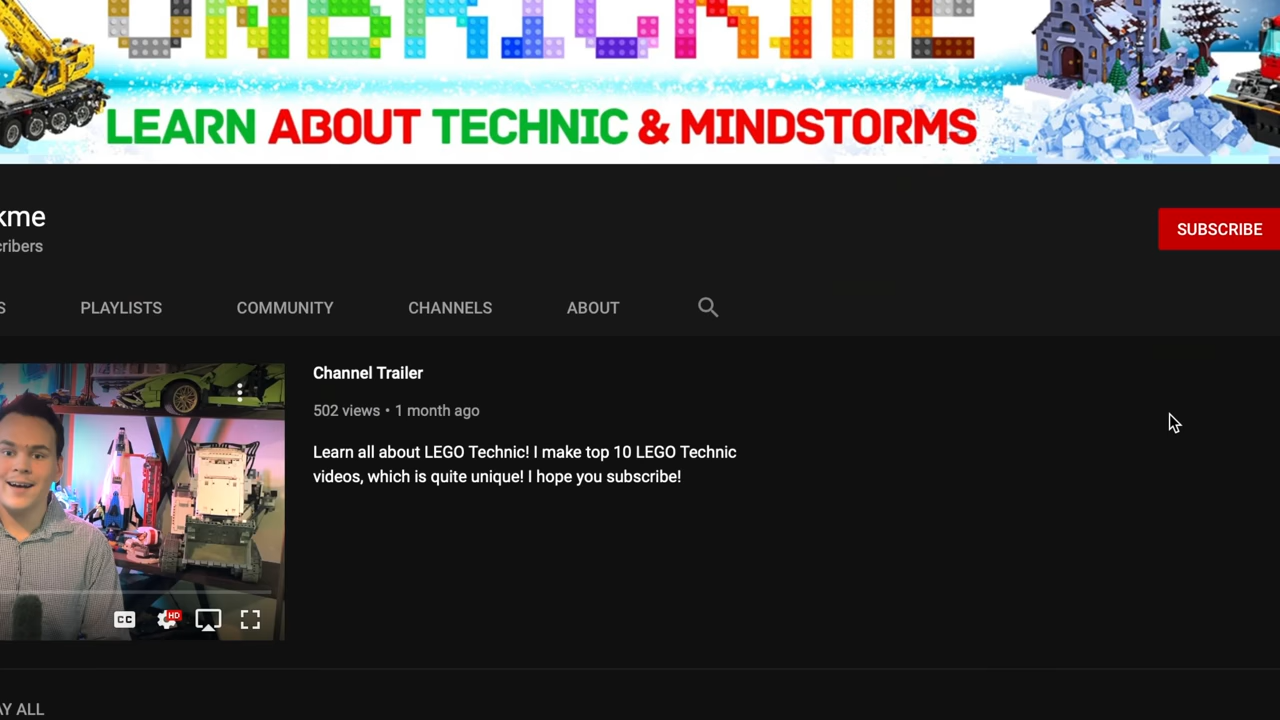 UNBRICKME
LEARN ABOUT TECHNIC & MINDSTORMS
kme
cribers
SUBSCRIBE
S
PLAYLISTS
COMMUNITY
CHANNELS
ABOUT
Channel Trailer
502 views • 1 month ago
Learn all about LEGO Technic! I make top 10 LEGO Technic
videos, which is quite unique! I hope you subscribe!
CC
HD
AY ALL